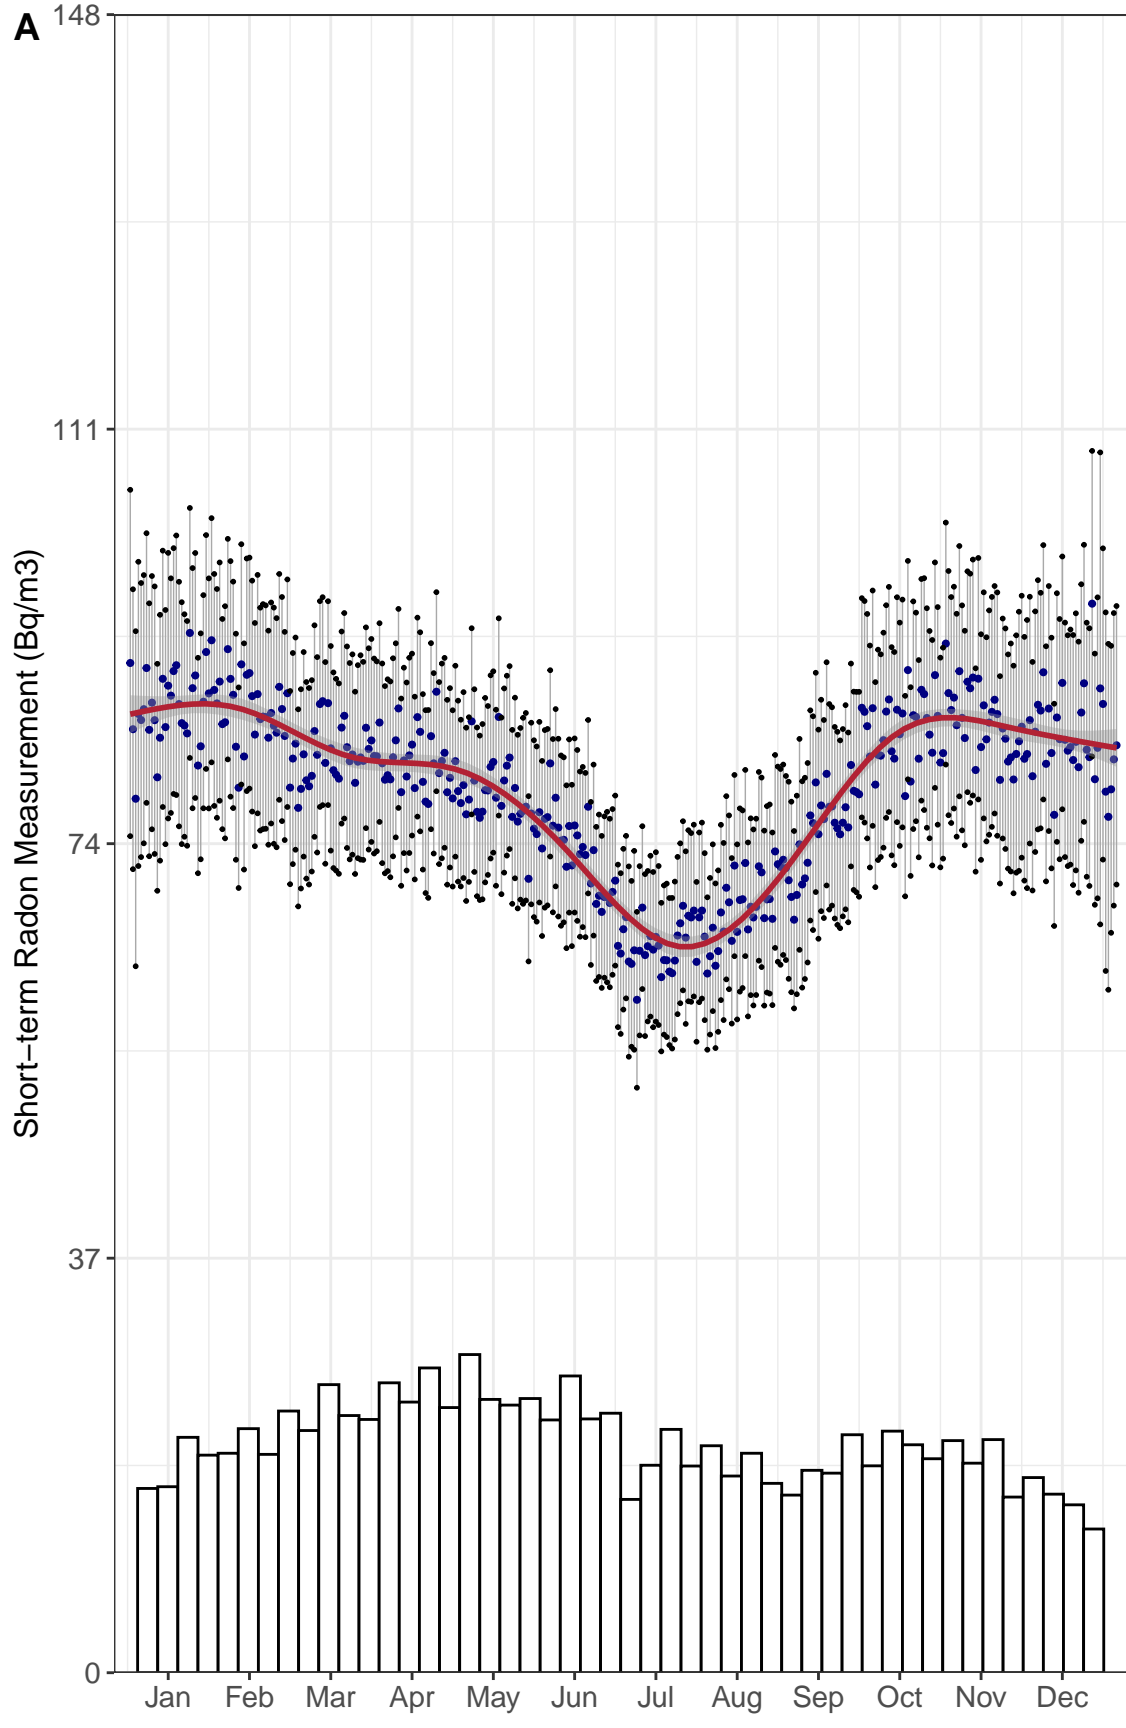 A
148
111
74
37
0
Short-term Radon Measurement (Bq/m3)
Jan Feb Mar Apr May Jun Jul Aug Sep Oct Nov Dec